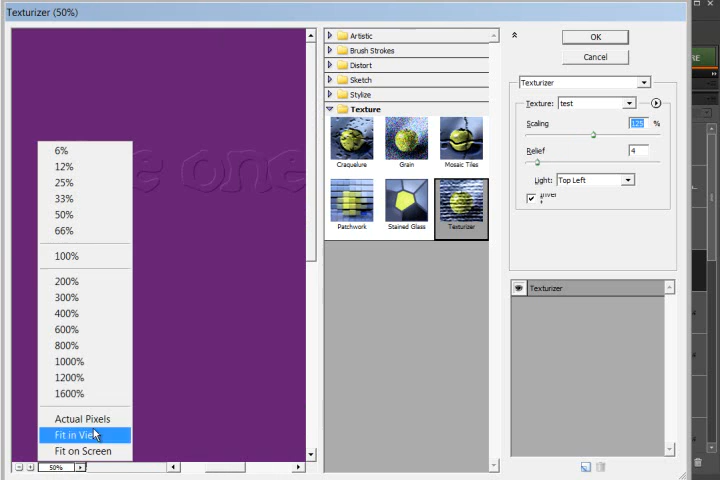 Texturizer (50%)
e one
6%
12%
25%
33%
50%
66%
100%
200%
300%
400%
600%
800%
1000%
1200%
1600%
Actual Pixels
Fit in View
Fit on Screen
50%
Artistic
Brush Strokes
Distort
Sketch
Stylize
Texture
Craquelure
Grain
Mosaic Tiles
Patchwork
Stained Glass
Texturizer
OK
Cancel
Texturizer
Texture: test
Scaling 125 %
Relief 4
Light: Top Left
Texturizer
RE